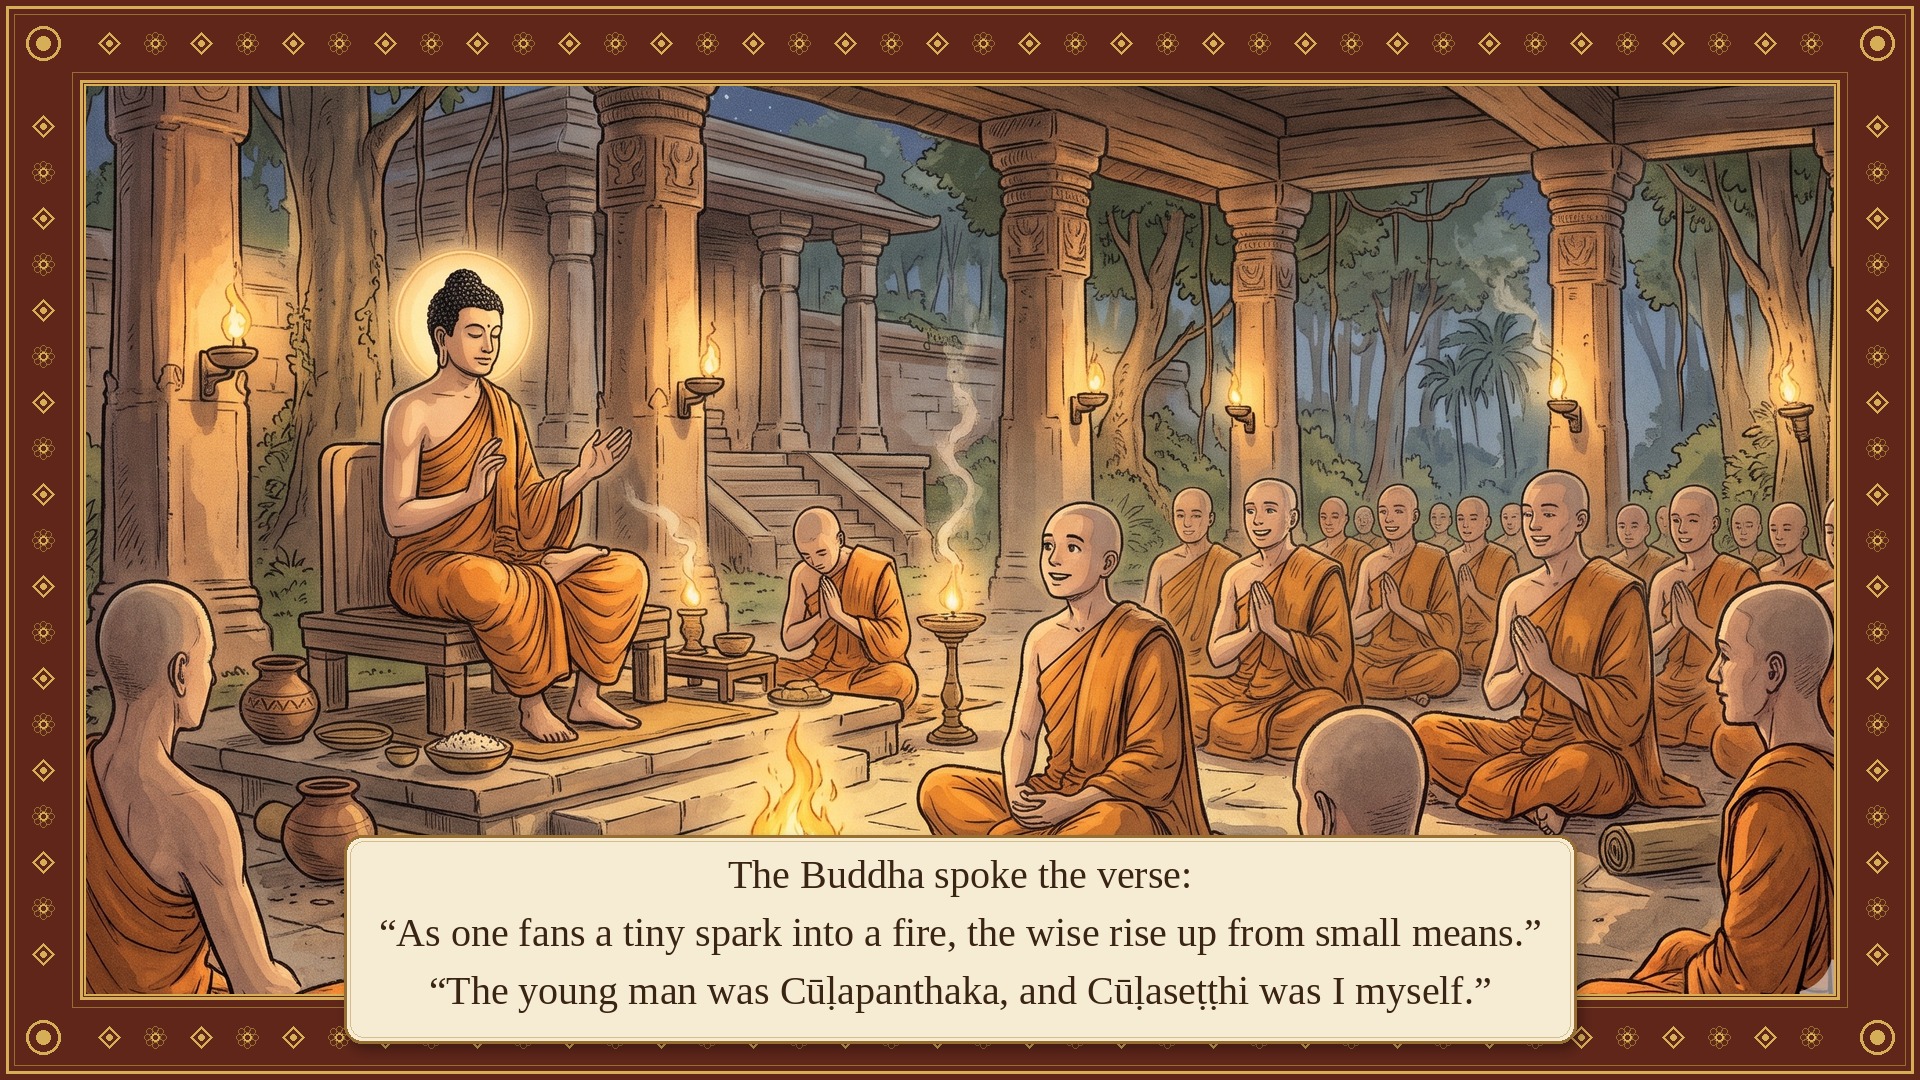 The Buddha spoke the verse:
“As one fans a tiny spark into a fire, the wise rise up from small means.”
“The young man was Cūḷapanthaka, and Cūḷaseṭṭhi was I myself.”